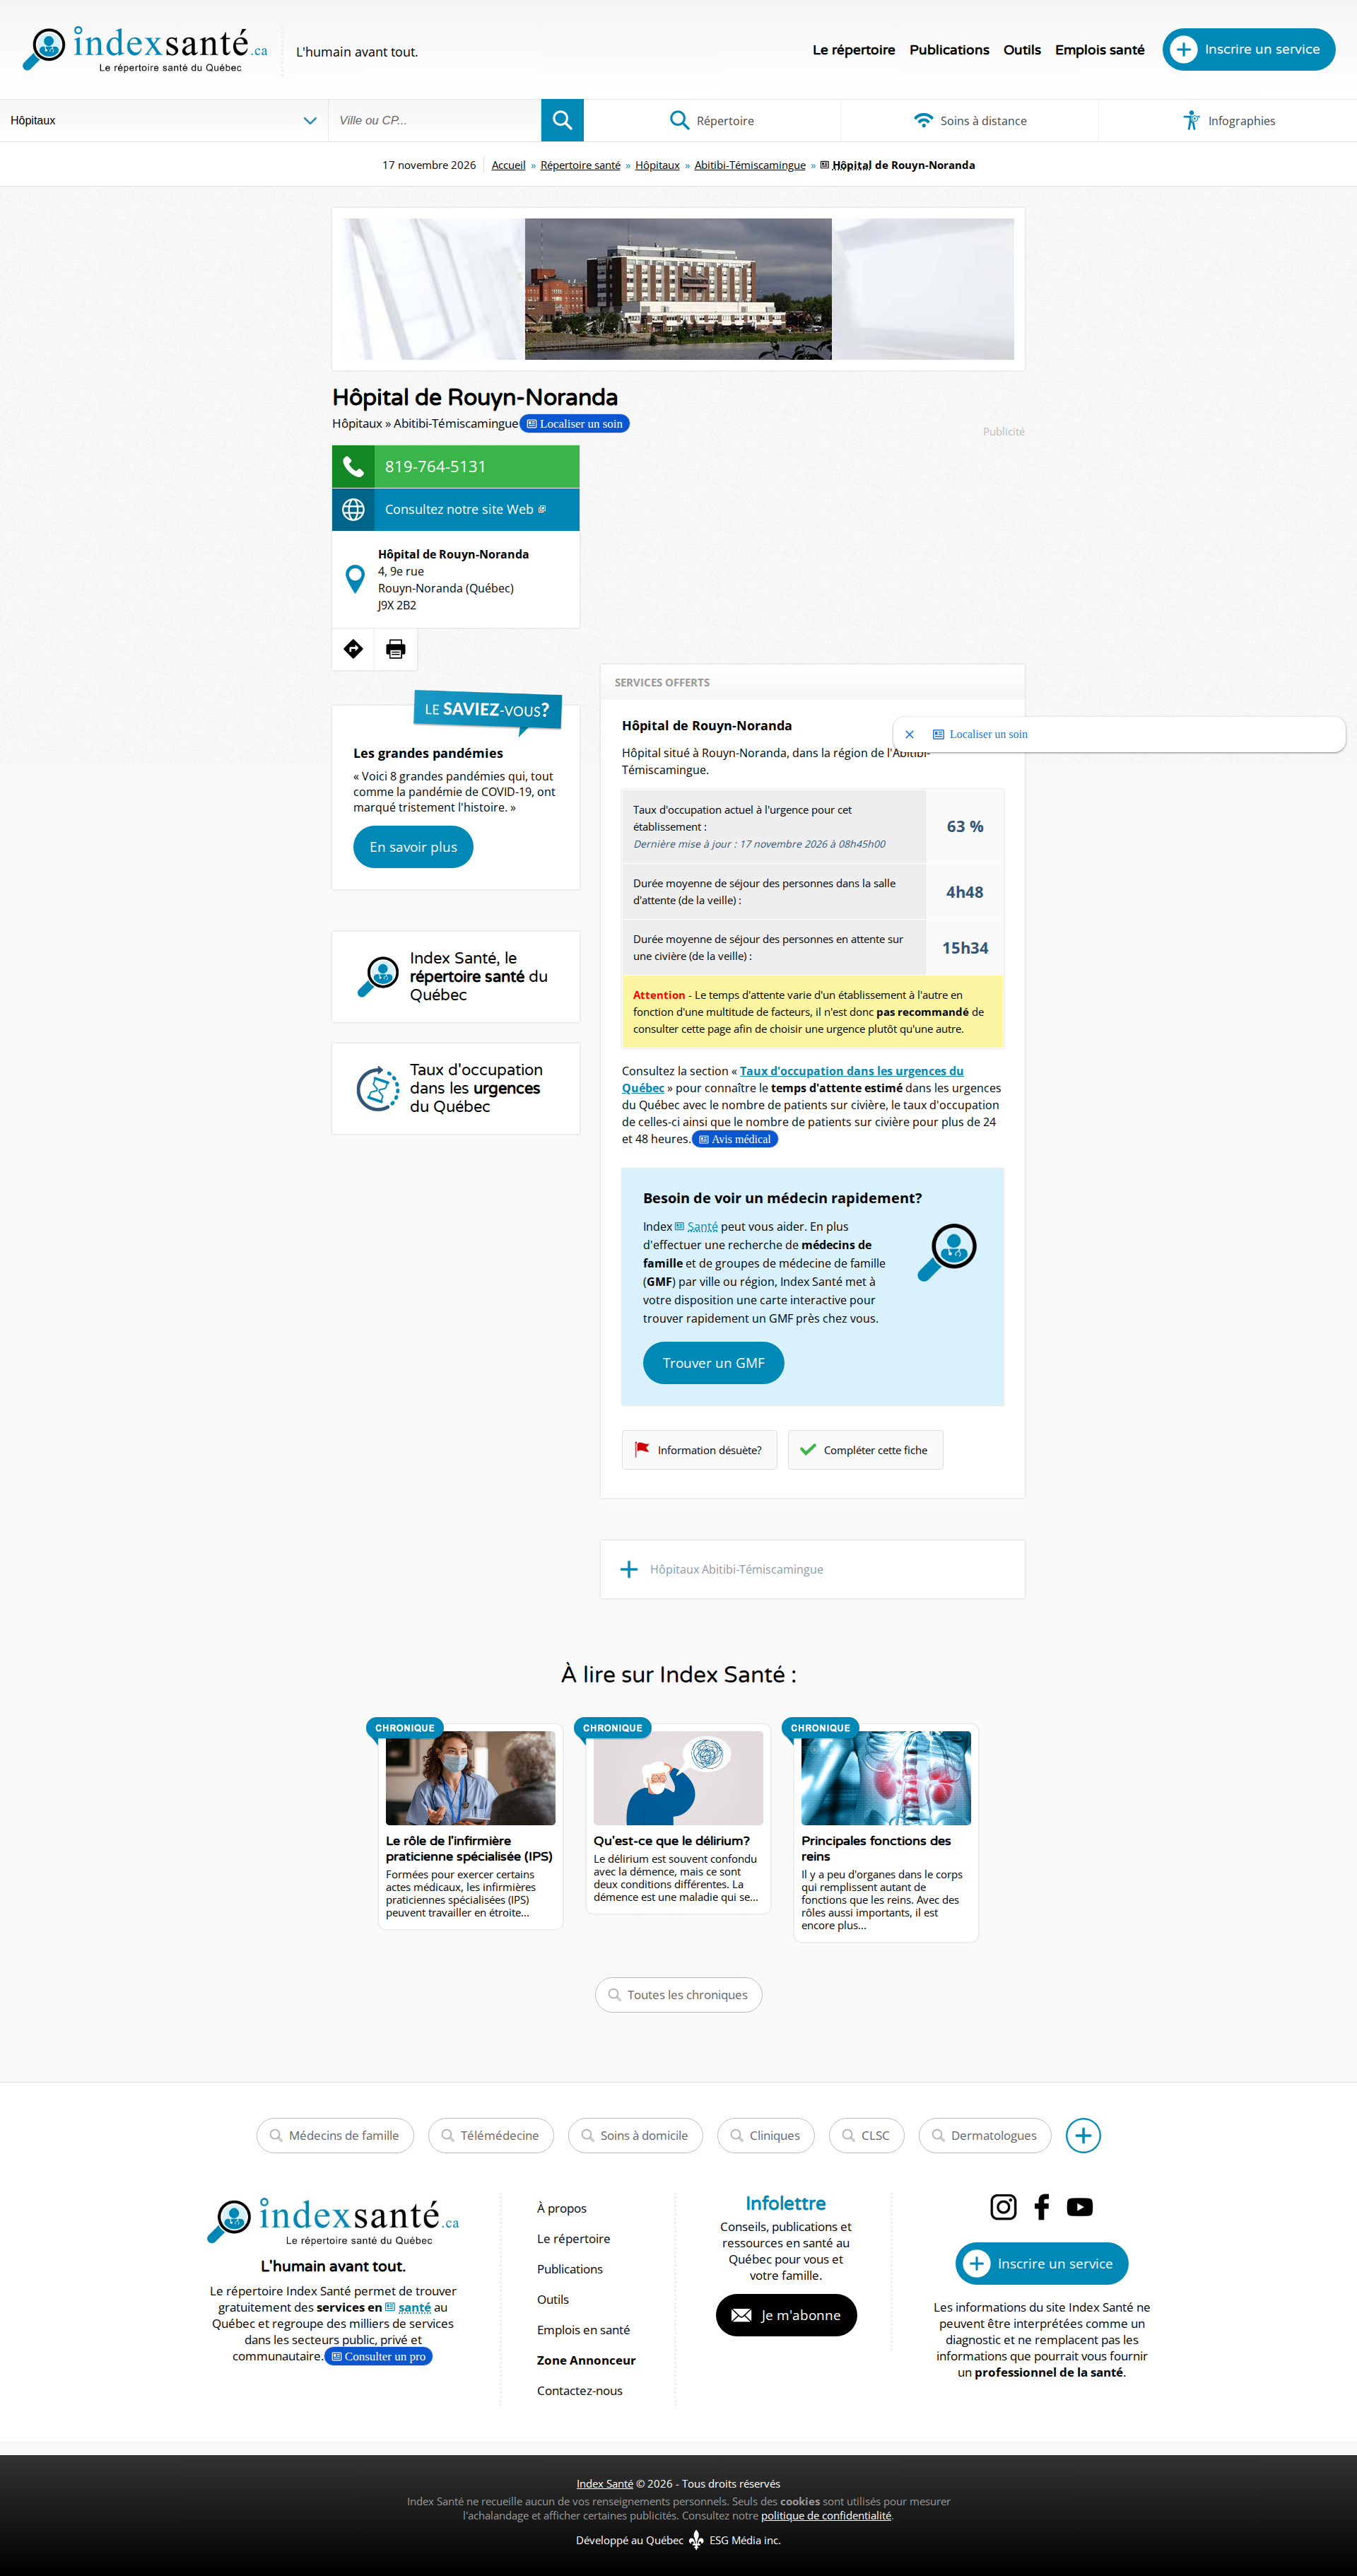 indexsanté.ca
Le répertoire santé du Québec
L'humain avant tout.
Le répertoire
Publications
Outils
Emplois santé
Inscrire un service
Hôpitaux
Ville ou CP...
Répertoire
Soins à distance
Infographies
17 novembre 2026
Accueil » Répertoire santé » Hôpitaux » Abitibi-Témiscamingue » Hôpital de Rouyn-Noranda
Hôpital de Rouyn-Noranda
Hôpitaux » Abitibi-Témiscamingue Localiser un soin
Publicité
819-764-5131
Consultez notre site Web
Hôpital de Rouyn-Noranda
4, 9e rue
Rouyn-Noranda (Québec)
J9X 2B2
LE SAVIEZ-VOUS?
Les grandes pandémies
« Voici 8 grandes pandémies qui, tout
comme la pandémie de COVID-19, ont
marqué tristement l'histoire. »
En savoir plus
Index Santé, le
répertoire santé du
Québec
Taux d'occupation
dans les urgences
du Québec
SERVICES OFFERTS
Hôpital de Rouyn-Noranda
Localiser un soin
Hôpital situé à Rouyn-Noranda, dans la région de l'Abitibi-
Témiscamingue.
Taux d'occupation actuel à l'urgence pour cet
établissement :
Dernière mise à jour : 17 novembre 2026 à 08h45h00
63 %
Durée moyenne de séjour des personnes dans la salle
d'attente (de la veille) :
4h48
Durée moyenne de séjour des personnes en attente sur
une civière (de la veille) :
15h34
Attention - Le temps d'attente varie d'un établissement à l'autre en
fonction d'une multitude de facteurs, il n'est donc pas recommandé de
consulter cette page afin de choisir une urgence plutôt qu'une autre.
Consultez la section « Taux d'occupation dans les urgences du
Québec » pour connaître le temps d'attente estimé dans les urgences
du Québec avec le nombre de patients sur civière, le taux d'occupation
de celles-ci ainsi que le nombre de patients sur civière pour plus de 24
et 48 heures. Avis médical
Besoin de voir un médecin rapidement?
Index Santé peut vous aider. En plus
d'effectuer une recherche de médecins de
famille et de groupes de médecine de famille
(GMF) par ville ou région, Index Santé met à
votre disposition une carte interactive pour
trouver rapidement un GMF près chez vous.
Trouver un GMF
Information désuète?
Compléter cette fiche
Hôpitaux Abitibi-Témiscamingue
À lire sur Index Santé :
CHRONIQUE
Le rôle de l'infirmière
praticienne spécialisée (IPS)
Formées pour exercer certains
actes médicaux, les infirmières
praticiennes spécialisées (IPS)
peuvent travailler en étroite...
CHRONIQUE
Qu'est-ce que le délirium?
Le délirium est souvent confondu
avec la démence, mais ce sont
deux conditions différentes. La
démence est une maladie qui se...
CHRONIQUE
Principales fonctions des
reins
Il y a peu d'organes dans le corps
qui remplissent autant de
fonctions que les reins. Avec des
rôles aussi importants, il est
encore plus...
Toutes les chroniques
Médecins de famille
Télémédecine
Soins à domicile
Cliniques
CLSC
Dermatologues
indexsanté.ca
Le répertoire santé du Québec
L'humain avant tout.
Le répertoire Index Santé permet de trouver
gratuitement des services en santé au
Québec et regroupe des milliers de services
dans les secteurs public, privé et
communautaire. Consulter un pro
À propos
Le répertoire
Publications
Outils
Emplois en santé
Zone Annonceur
Contactez-nous
Infolettre
Conseils, publications et
ressources en santé au
Québec pour vous et
votre famille.
Je m'abonne
Inscrire un service
Les informations du site Index Santé ne
peuvent être interprétées comme un
diagnostic et ne remplacent pas les
informations que pourrait vous fournir
un professionnel de la santé.
Index Santé © 2026 - Tous droits réservés
Index Santé ne recueille aucun de vos renseignements personnels. Seuls des cookies sont utilisés pour mesurer
l'achalandage et afficher certaines publicités. Consultez notre politique de confidentialité.
Développé au Québec ESG Média inc.